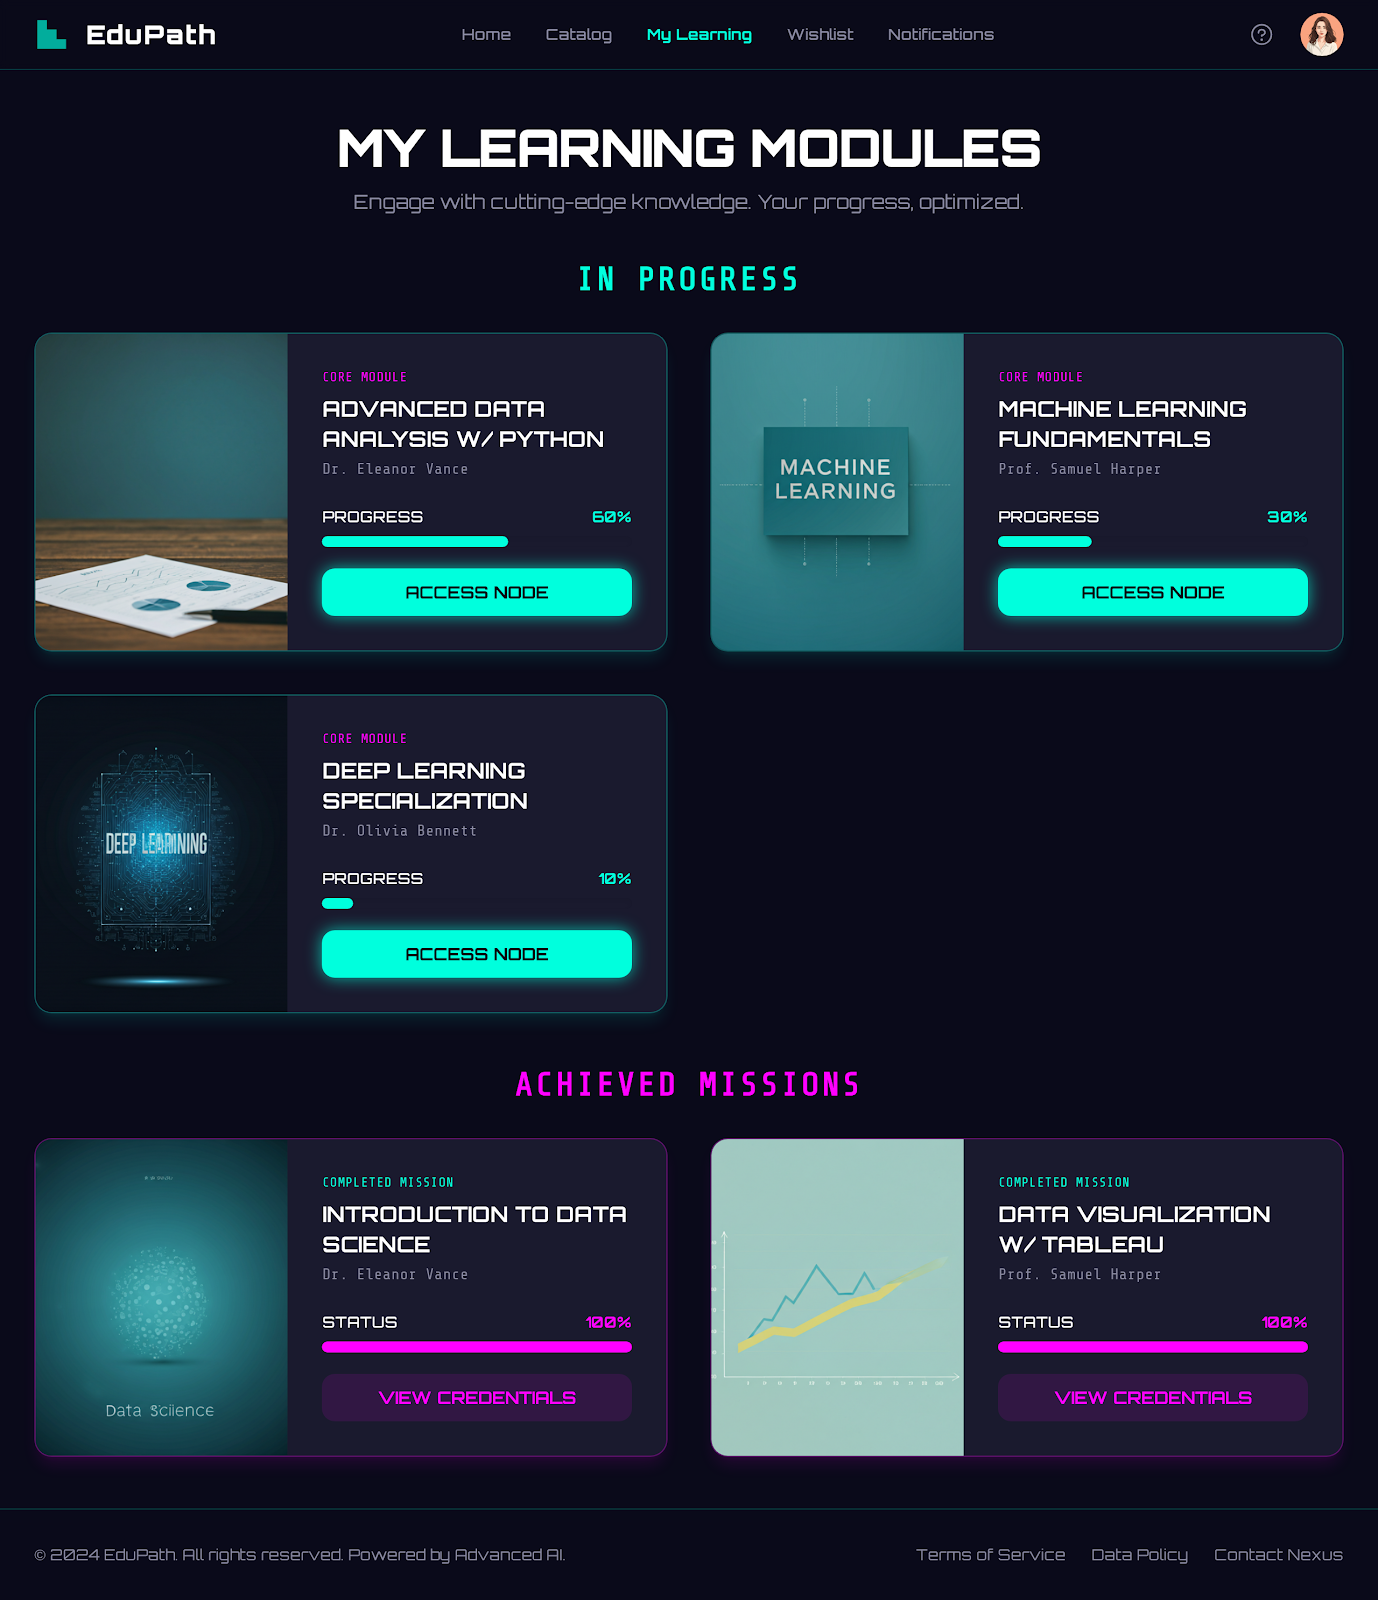 EduPath
Home
Catalog
My Learning
Wishlist
Notifications
MY LEARNING MODULES
Engage with cutting-edge knowledge. Your progress, optimized.
IN PROGRESS
CORE MODULE
ADVANCED DATA
ANALYSIS W/ PYTHON
Dr. Eleanor Vance
PROGRESS 60%
ACCESS NODE
MACHINE
LEARNING
CORE MODULE
MACHINE LEARNING
FUNDAMENTALS
Prof. Samuel Harper
PROGRESS 30%
ACCESS NODE
CORE MODULE
DEEP LEARNING
SPECIALIZATION
Dr. Olivia Bennett
PROGRESS 10%
ACCESS NODE
ACHIEVED MISSIONS
Data Sciience
COMPLETED MISSION
INTRODUCTION TO DATA
SCIENCE
Dr. Eleanor Vance
STATUS 100%
VIEW CREDENTIALS
COMPLETED MISSION
DATA VISUALIZATION
W/ TABLEAU
Prof. Samuel Harper
STATUS 100%
VIEW CREDENTIALS
© 2024 EduPath. All rights reserved. Powered by Advanced AI.
Terms of Service
Data Policy
Contact Nexus